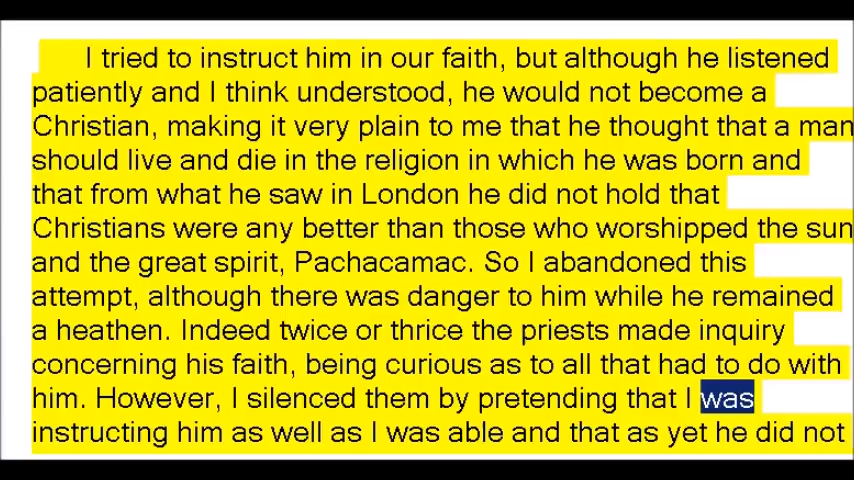 I tried to instruct him in our faith, but although he listened
patiently and I think understood, he would not become a
Christian, making it very plain to me that he thought that a man
should live and die in the religion in which he was born and
that from what he saw in London he did not hold that
Christians were any better than those who worshipped the sun
and the great spirit, Pachacamac. So I abandoned this
attempt, although there was danger to him while he remained
a heathen. Indeed twice or thrice the priests made inquiry
concerning his faith, being curious as to all that had to do with
him. However, I silenced them by pretending that I was
instructing him as well as I was able and that as yet he did not